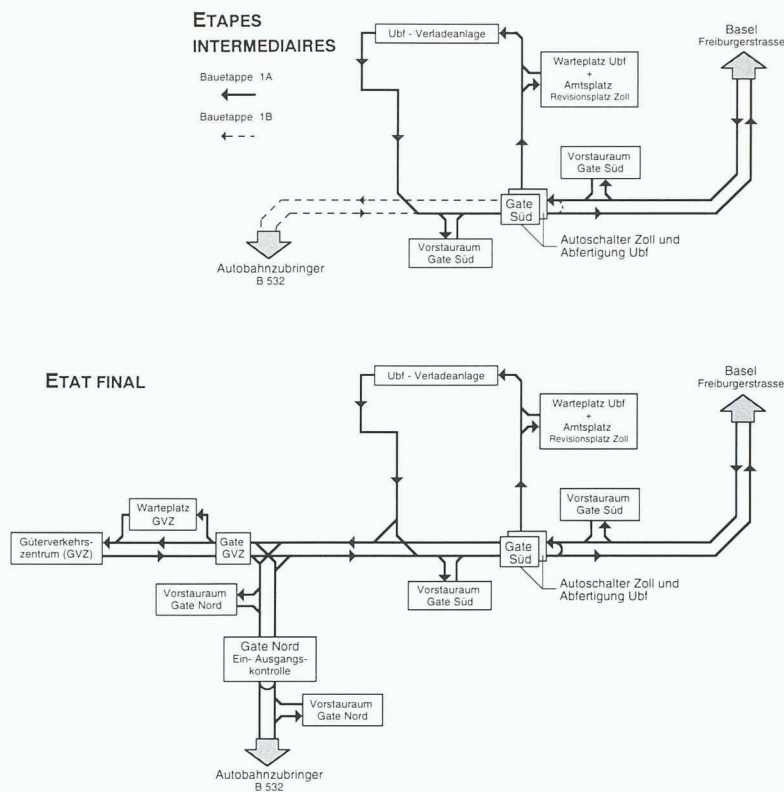 ETAPES
INTERMEDIAIRES
Bauetappe 1A
Bauetappe 1B
Ubf - Verladeanlage
Warteplatz Ubf
+
Amtsplatz
Revisionsplatz Zoll
Basel
Freiburgerstrasse
Vorstauraum
Gate Süd
Gate
Süd
Vorstauraum
Gate Süd
Autoschalter Zoll und
Abfertigung Ubf
Autobahnzubringer
B 532
ETAT FINAL
Ubf - Verladeanlage
Warteplatz Ubf
+
Amtsplatz
Revisionsplatz Zoll
Basel
Freiburgerstrasse
Warteplatz
GVZ
Güterverkehrs-
zentrum (GVZ)
Gate
GVZ
Vorstauraum
Gate Süd
Gate
Süd
Vorstauraum
Gate Süd
Autoschalter Zoll und
Abfertigung Ubf
Vorstauraum
Gate Nord
Gate Nord
Ein- Ausgangs-
kontrolle
Vorstauraum
Gate Nord
Autobahnzubringer
B 532